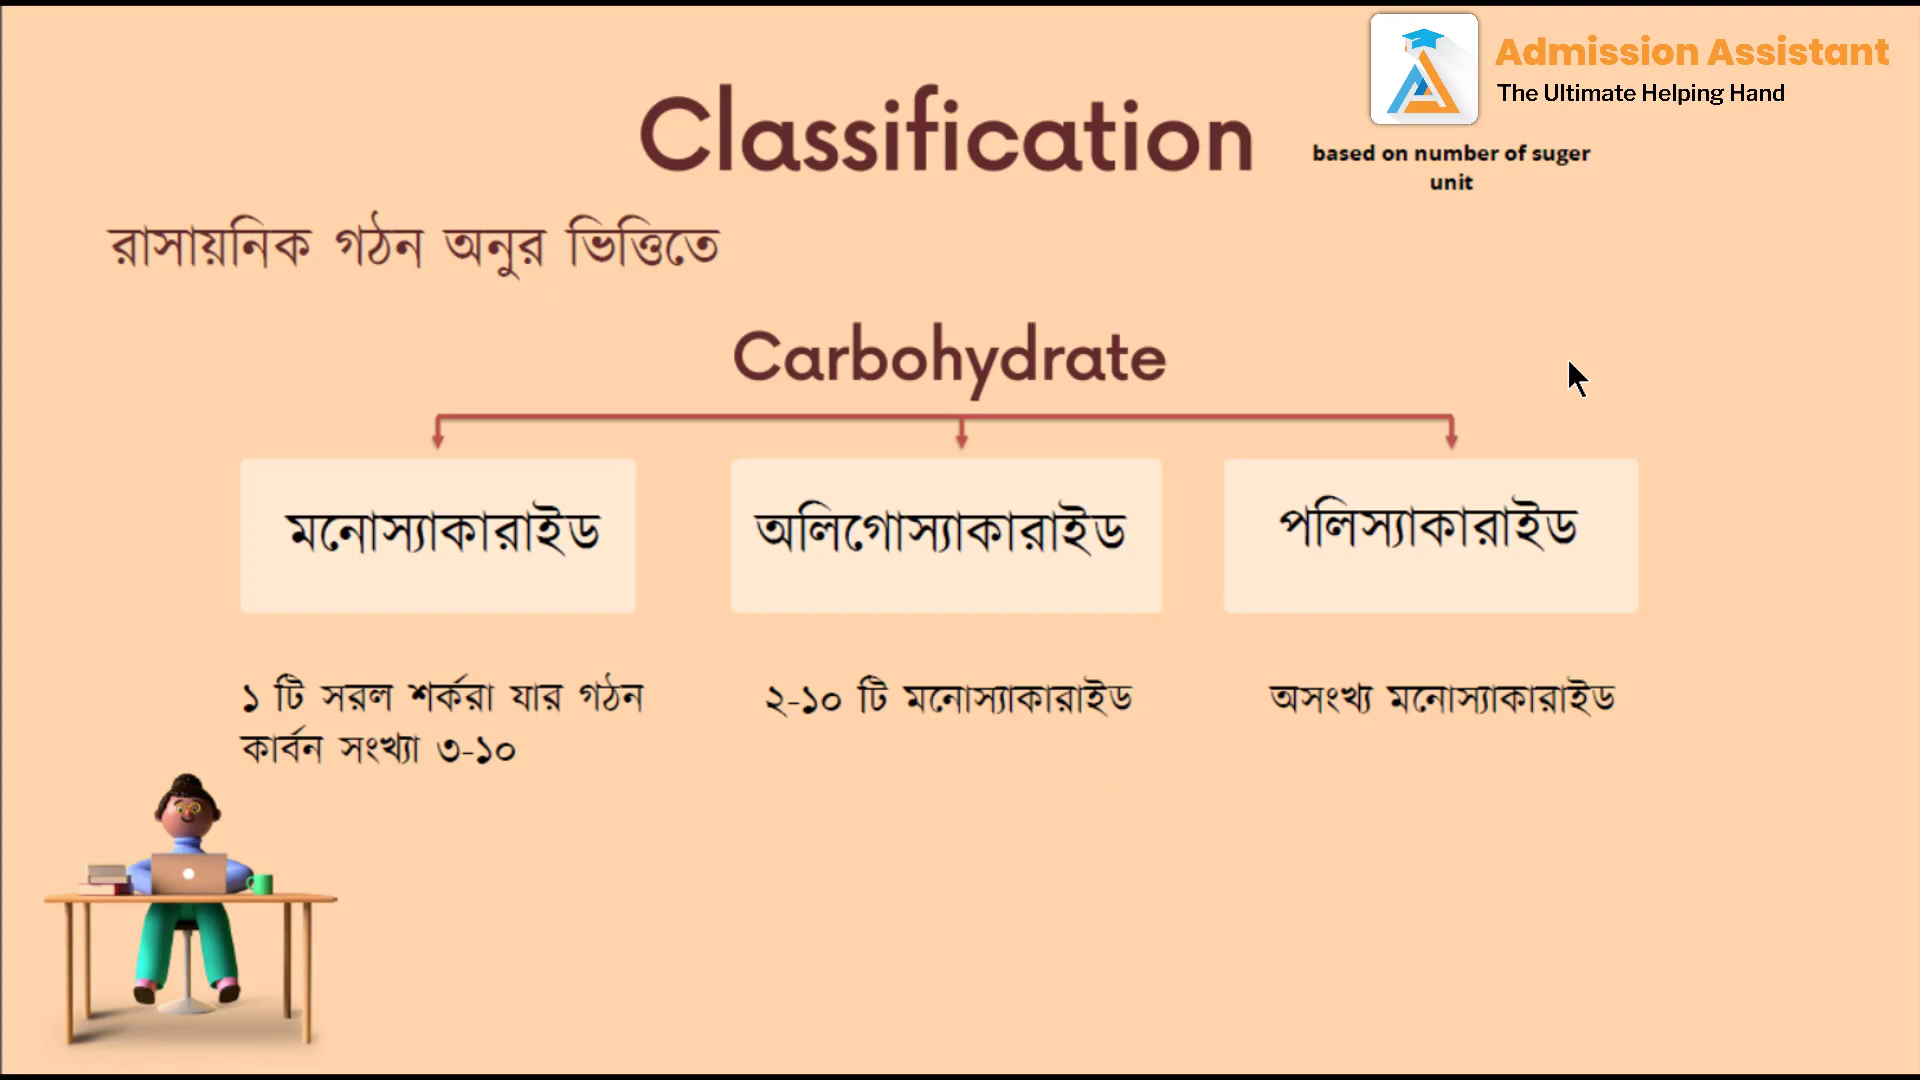 Admission Assistant
The Ultimate Helping Hand
Classification
based on number of suger
unit
রাসায়নিক গঠন অনুর ভিত্তিতে
Carbohydrate
মনোস্যাকারাইড
অলিগোস্যাকারাইড
পলিস্যাকারাইড
১ টি সরল শর্করা যার গঠন
কার্বন সংখ্যা ৩-১০
২-১০ টি মনোস্যাকারাইড
অসংখ্য মনোস্যাকারাইড